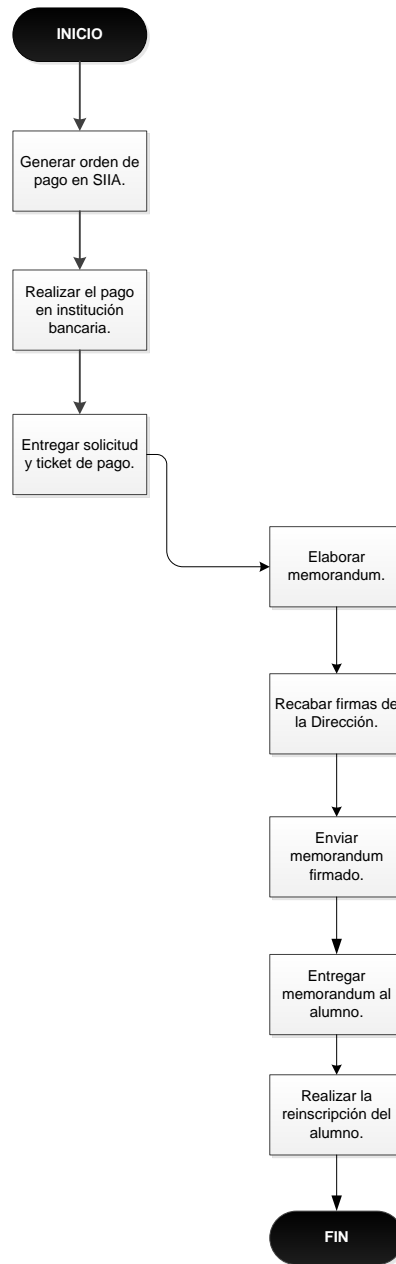 INICIO
Generar orden de
pago en SIIA.
Realizar el pago
en institución
bancaria.
Entregar solicitud
y ticket de pago.
Elaborar
memorandum.
Recabar firmas de
la Dirección.
Enviar
memorandum
firmado.
Entregar
memorandum al
alumno.
Realizar la
reinscripción del
alumno.
FIN